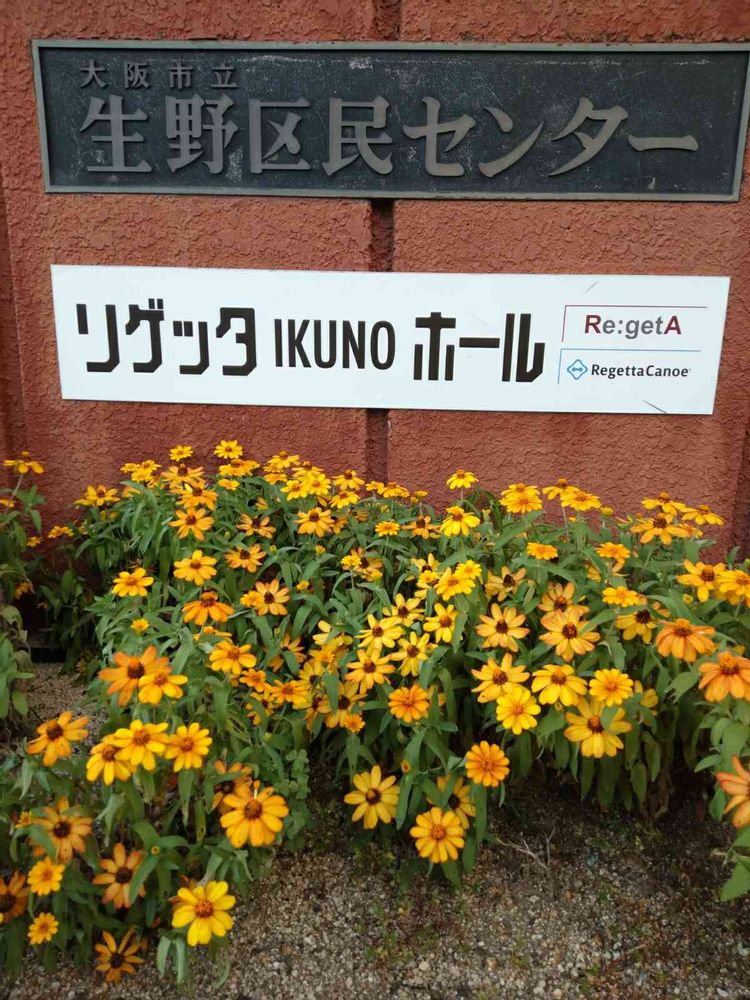 大阪市立
生野区民センター
リゲッタ IKUNO ホール
Re:getA
RegettaCanoe